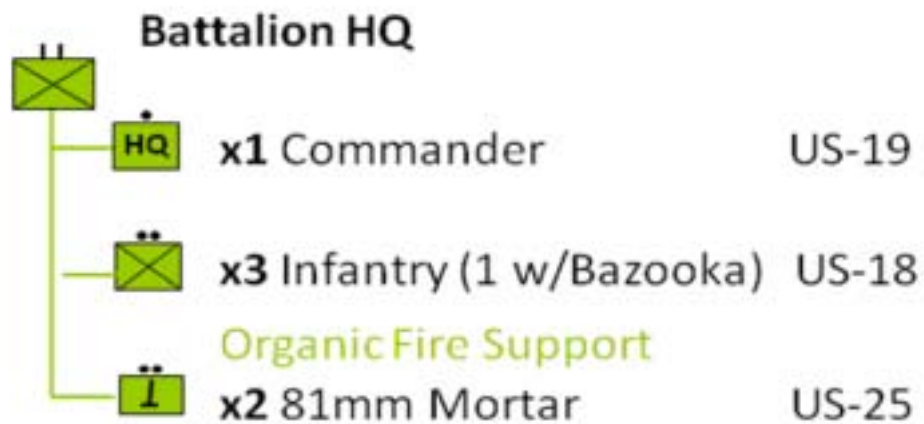 Battalion HQ
HQ x1 Commander US-19
x3 Infantry (1 w/Bazooka) US-18
Organic Fire Support
x2 81mm Mortar US-25